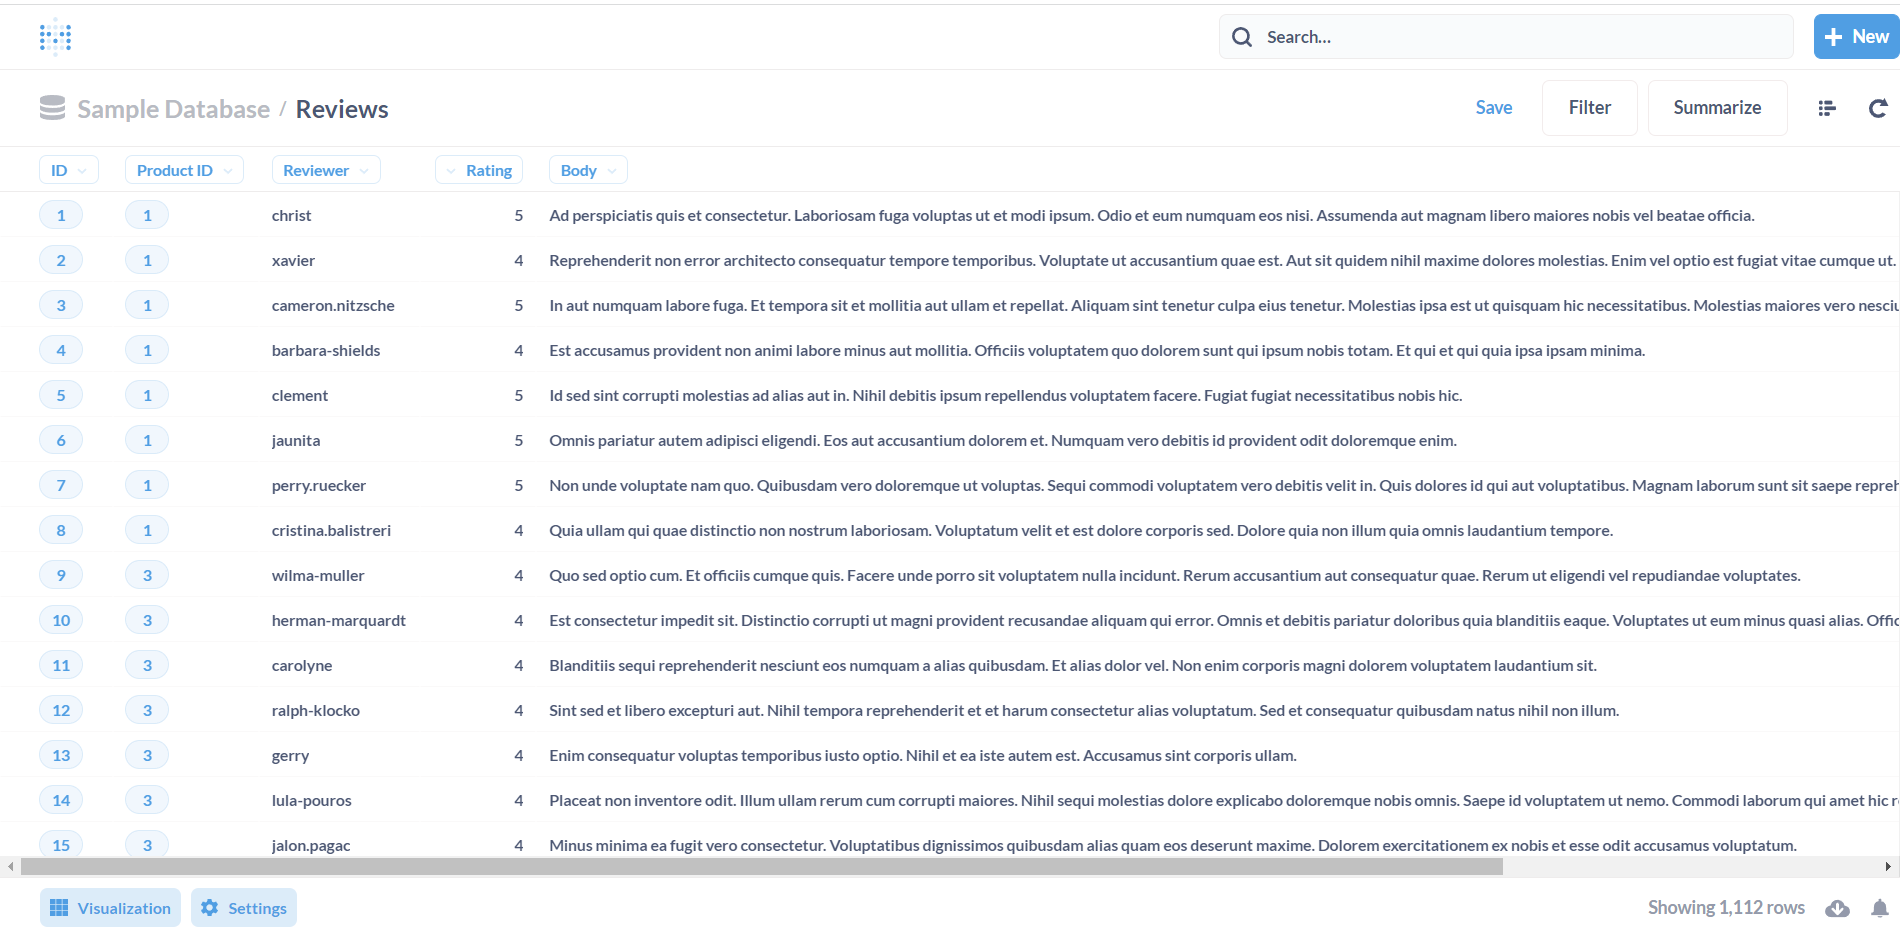 Search...
New
Sample Database / Reviews
Save Filter Summarize
ID Product ID Reviewer Rating Body
1 1 christ 5 Ad perspiciatis quis et consectetur. Laboriosam fuga voluptas ut et modi ipsum. Odio et eum numquam eos nisi. Assumenda aut magnam libero maiores nobis vel beatae officia.
2 1 xavier 4 Reprehenderit non error architecto consequatur tempore temporibus. Voluptate ut accusantium quae est. Aut sit quidem nihil maxime dolores molestias. Enim vel optio est fugiat vitae cumque ut.
3 1 cameron.nitzsche 5 In aut numquam labore fuga. Et tempora sit et mollitia aut ullam et repellat. Aliquam sint tenetur culpa eius tenetur. Molestias ipsa est ut quisquam hic necessitatibus. Molestias maiores vero
4 1 barbara-shields 4 Est accusamus provident non animi labore minus aut mollitia. Officiis voluptatem quo dolorem sunt qui ipsum nobis totam. Et qui et qui quia ipsa ipsam minima.
5 1 clement 5 Id sed sint corrupti molestias ad alias aut in. Nihil debitis ipsum repellendus voluptatem facere. Fugiat fugiat necessitatibus nobis hic.
6 1 jaunita 5 Omnis pariatur autem adipisci eligendi. Eos aut accusantium dolorem et. Numquam vero debitis id provident odit doloremque enim.
7 1 perry.ruecker 5 Non unde voluptate nam quo. Quibusdam vero doloremque ut voluptas. Sequi commodi voluptatem vero debitis velit in. Quis dolores id qui aut voluptatibus. Magnam laborum sunt sit saepe
8 1 cristina.balistreri 4 Quia ullam qui quae distinctio non nostrum laboriosam. Voluptatum velit et est dolore corporis sed. Dolore quia non illum quia omnis laudantium tempore.
9 3 wilma-muller 4 Quo sed optio cum. Et officiis cumque quis. Facere unde porro sit voluptatem nulla incidunt. Rerum accusantium aut consequatur quae. Rerum ut eligendi vel repudiandae voluptates.
10 3 herman-marquardt 4 Est consectetur impedit sit. Distinctio corrupti ut magni provident recusandae aliquam qui error. Omnis et debitis pariatur doloribus quia blanditiis eaque. Voluptates ut eum minus quasi alias.
11 3 carolyne 4 Blanditiis sequi reprehenderit nesciunt eos numquam a alias quibusdam. Et alias dolor vel. Non enim corporis magni dolorem voluptatem laudantium sit.
12 3 ralph-klocko 4 Sint sed et libero excepturi aut. Nihil tempora reprehenderit et et harum consectetur alias voluptatum. Sed et consequatur quibusdam natus nihil non illum.
13 3 gerry 4 Enim consequatur voluptas temporibus iusto optio. Nihil et ea iste autem est. Accusamus sint corporis ullam.
14 3 lula-pouros 4 Placeat non inventore odit. Illum ullam rerum cum corrupti maiores. Nihil sequi molestias dolore explicabo doloremque nobis omnis. Saepe id voluptatem ut nemo. Commodi laborum qui amet hic
15 3 jalon.pagac 4 Minus minima ea fugit vero consectetur. Voluptatibus dignissimos quibusdam alias quam eos deserunt maxime. Dolorem exercitationem ex nobis et esse odit accusamus voluptatum.
Visualization Settings Showing 1,112 rows